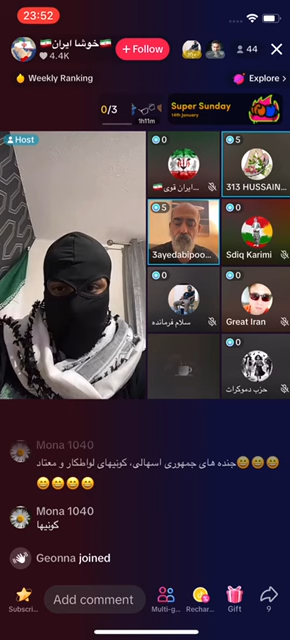 23:52
🇮🇷خوشا ایران🇮🇷
4.4K
+ Follow
44
Weekly Ranking
Explore >
0/3
1h11m
Super Sunday
14th January
Host
0
ایران قوی🇮🇷...
5
313 HUSSAIN...
5
3ayedabipoo...
0
Sdiq Karimi
0
سلام فرمانده
0
Great Iran
0
حزب دموکرات
Mona 1040
😀😀😀جنده های جمهوری اسهالی، کونیهای لواطکار و معتاد
😀😀😀😀
Mona 1040
کونیها
Geonna joined
Subscri...
Add comment
Multi-g...
Rechar...
Gift
9